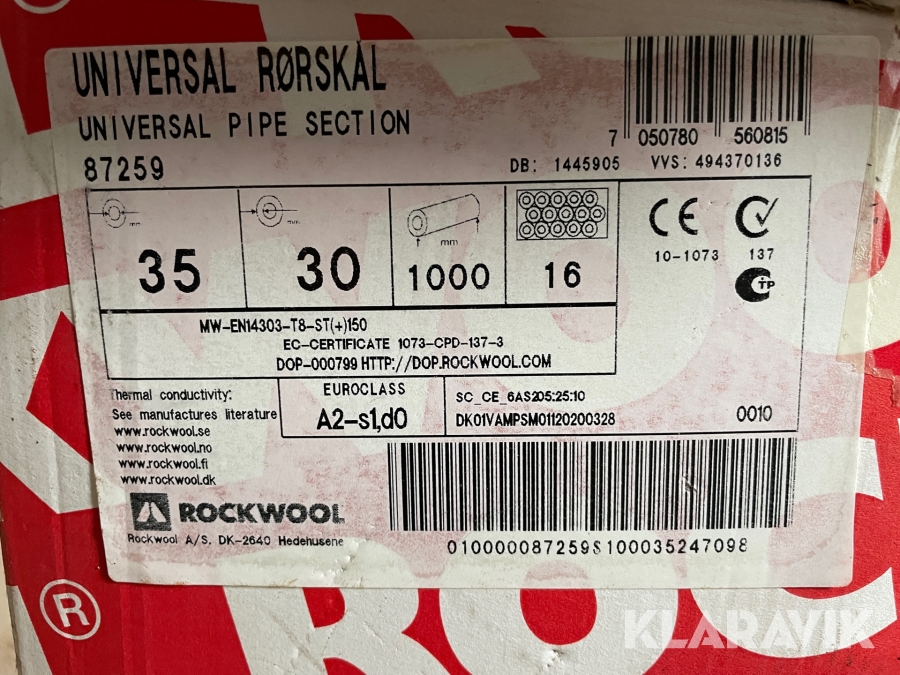 UNIVERSAL RØRSKÅL
UNIVERSAL PIPE SECTION
87259
7 050780 560815
DB: 1445905 VVS: 494370136
mm
mm
mm
35
30
1000
16
CE
10-1073
137
TP
MW-EN14303-T8-ST(+)150
EC-CERTIFICATE 1073-CPD-137-3
DOP-000799 HTTP://DOP.ROCKWOOL.COM
Thermal conductivity:
See manufactures literature
www.rockwool.se
www.rockwool.no
www.rockwool.fi
www.rockwool.dk
EUROCLASS
A2-s1,d0
SC_CE_6AS205:25:10
DK01VAMPSM01120200328
0010
ROCKWOOL
Rockwool A/S, DK-2640 Hedehusene
010000087259S100035247098
®
ROC
KLARAVIK